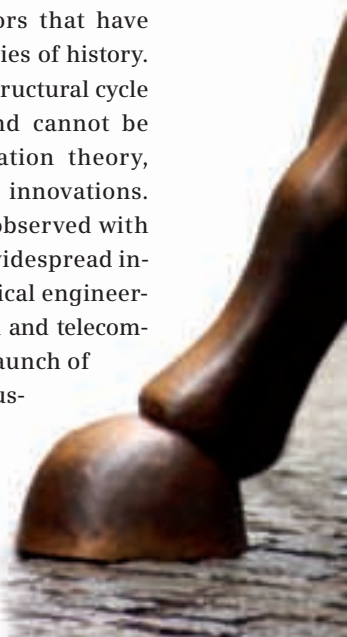 ors that have
ies of history.
ructural cycle
nd cannot be
ation theory,
innovations.
observed with
videspread in-
ical engineer-
and telecom-
aunch of
us-